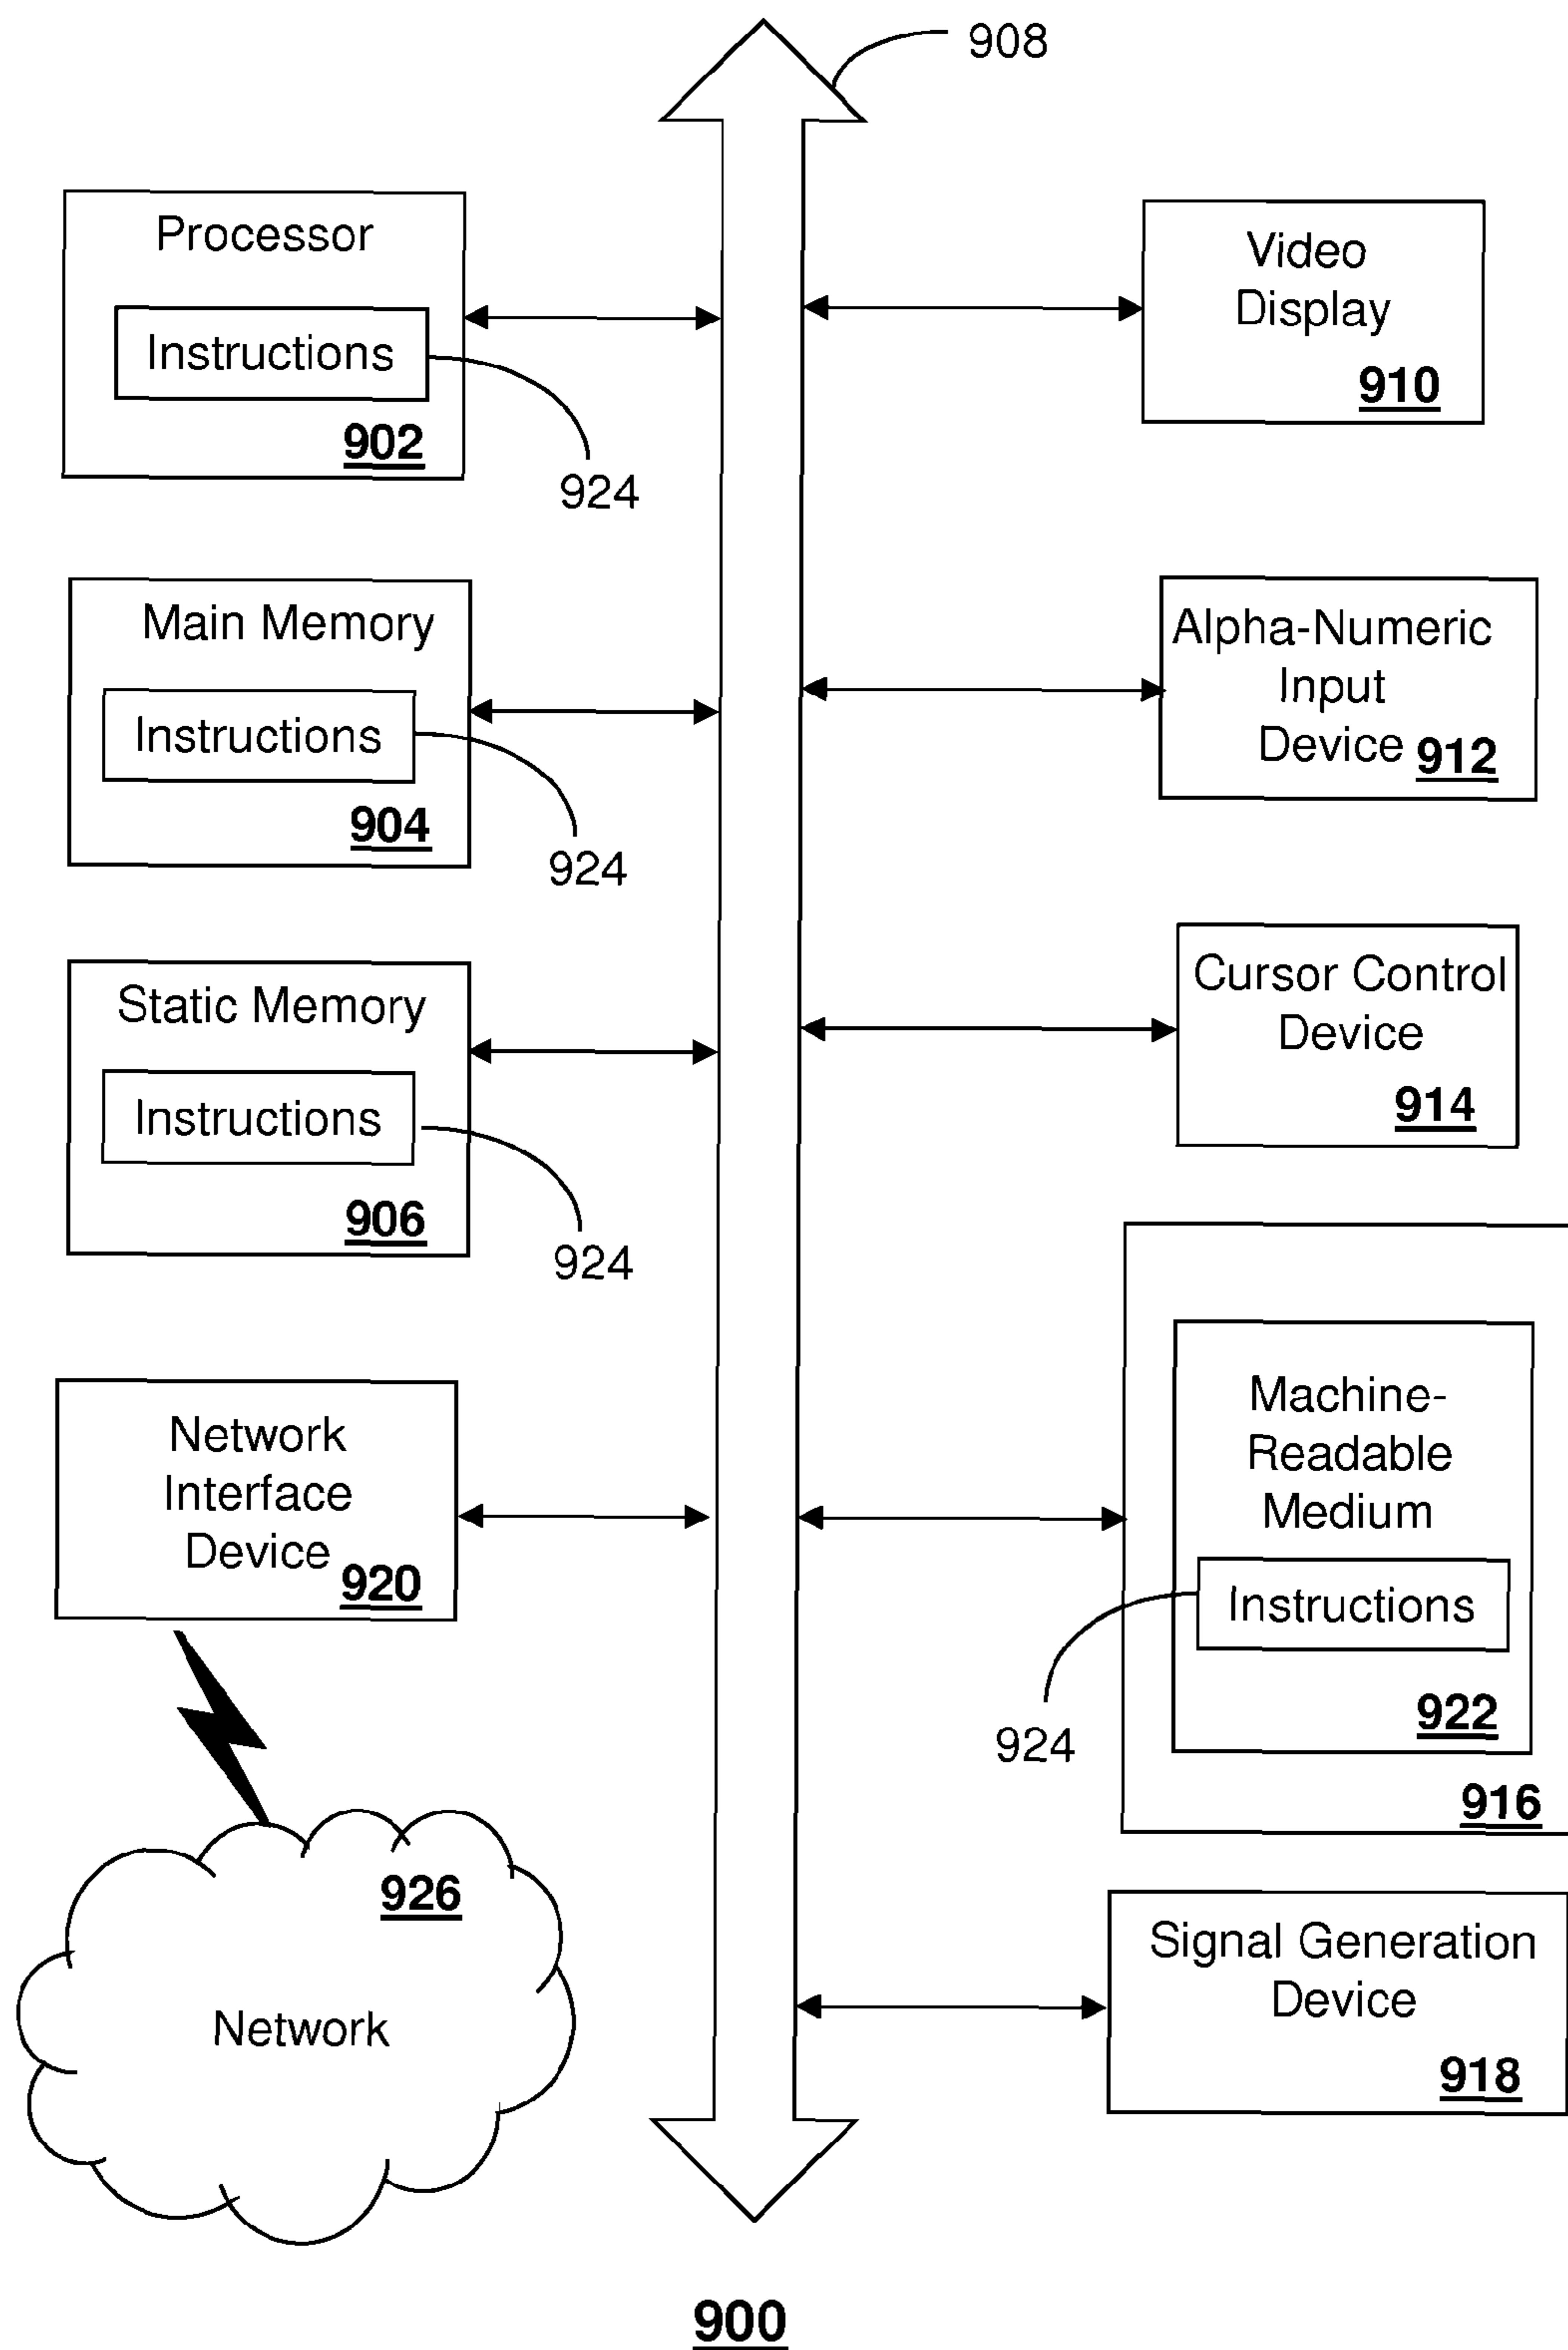 908
Processor
Instructions
902
924
Main Memory
Instructions
904
924
Static Memory
Instructions
906
924
Network
Interface
Device
920
926
Network
Video
Display
910
Alpha-Numeric
Input
Device 912
Cursor Control
Device
914
Machine-
Readable
Medium
Instructions
924
922
916
Signal Generation
Device
918
900